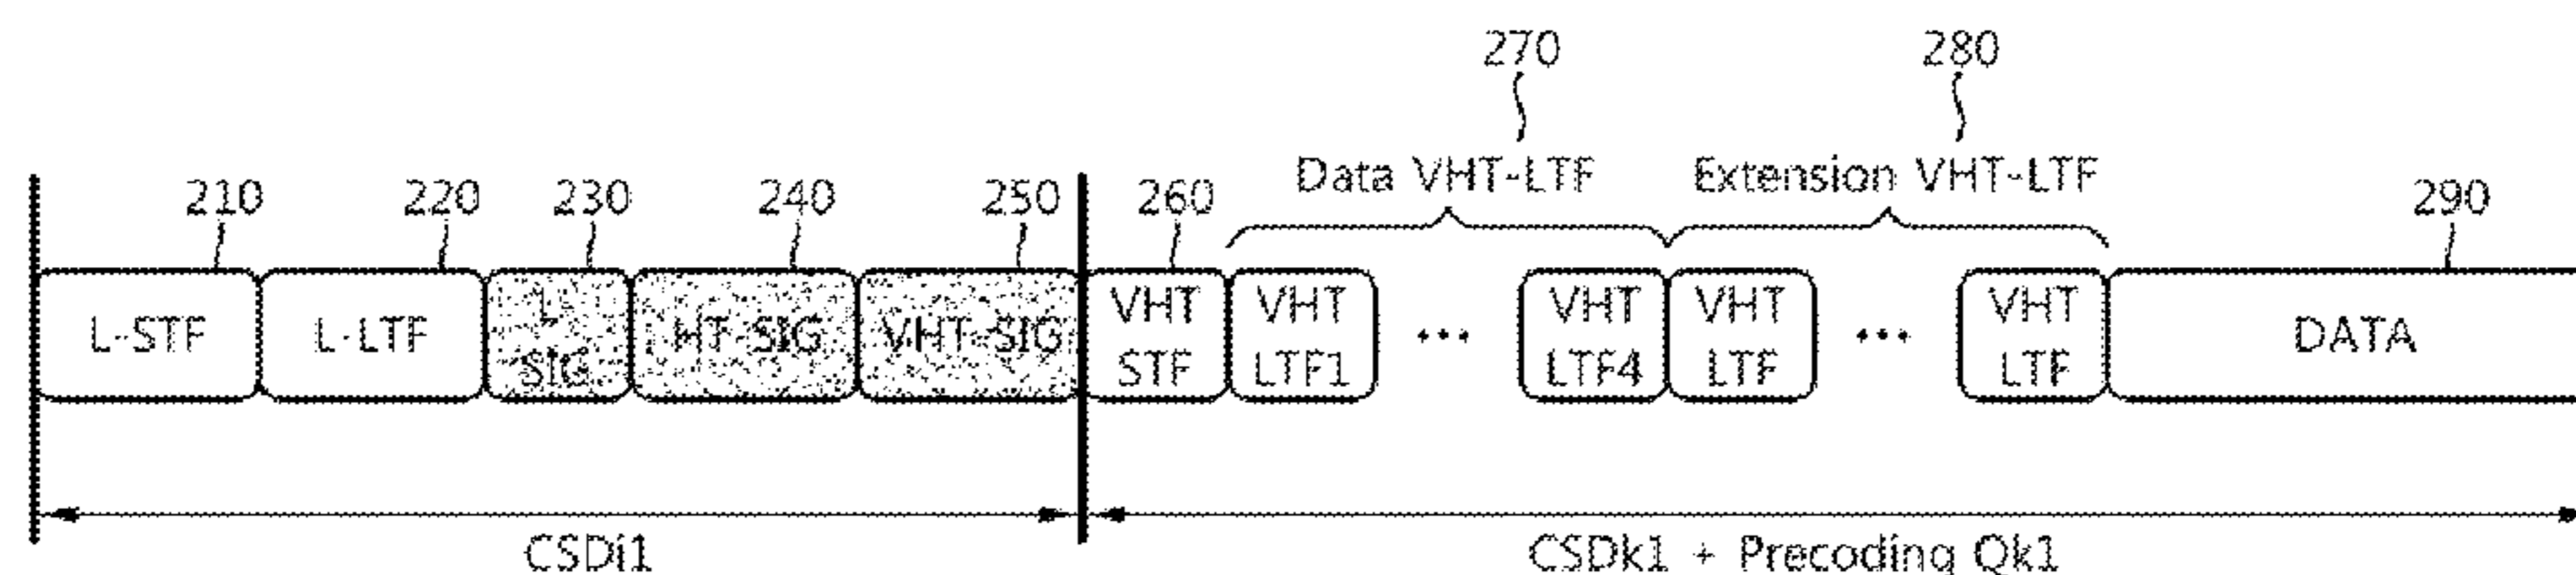 270 280
Data VHT-LTF Extension VHT-LTF
210 220 230 240 250 260 290
L-STF L-LTF L SIG HT-SIG VHT-SIG VHT STF VHT LTF1 ... VHT LTF4 VHT LTF ... VHT LTF DATA
CSDi1 CSDk1 + Precoding Qk1